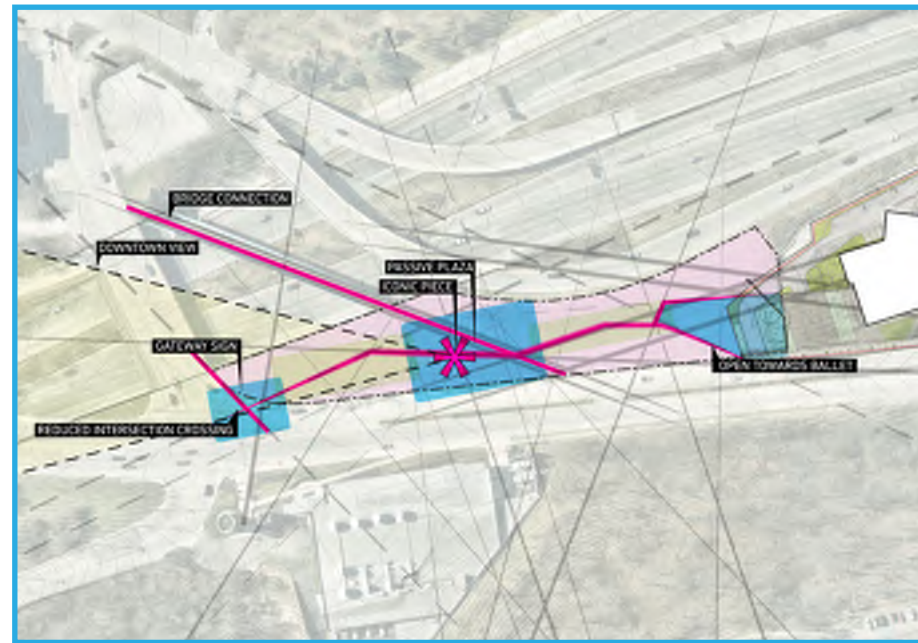 BRIDGE CONNECTION
DOWNTOWN VIEW
PASSIVE PLAZA
ICONIC PIECE
GATEWAY SIGN
OPEN TOWARDS BALLET
REDUCED INTERSECTION CROSSING